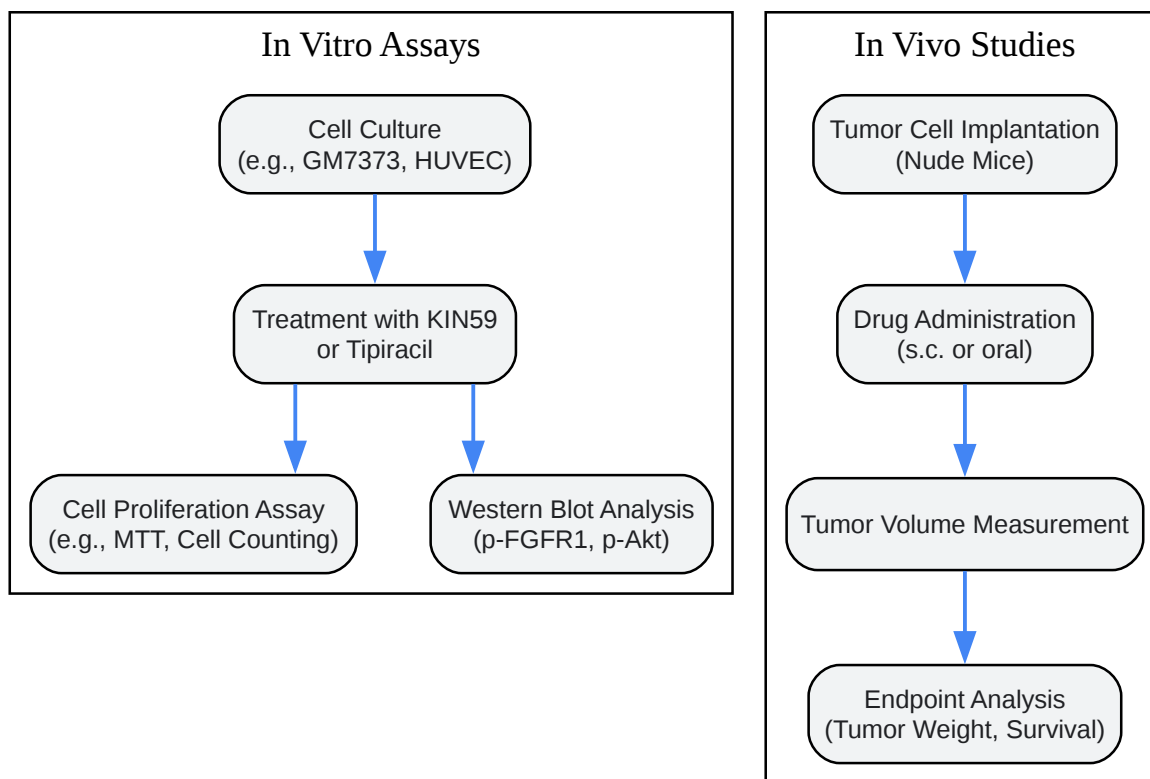 In Vitro Assays
Cell Culture
(e.g., GM7373, HUVEC)
Treatment with KIN59
or Tipiracil
Cell Proliferation Assay
(e.g., MTT, Cell Counting)
Western Blot Analysis
(p-FGFR1, p-Akt)
In Vivo Studies
Tumor Cell Implantation
(Nude Mice)
Drug Administration
(s.c. or oral)
Tumor Volume Measurement
Endpoint Analysis
(Tumor Weight, Survival)